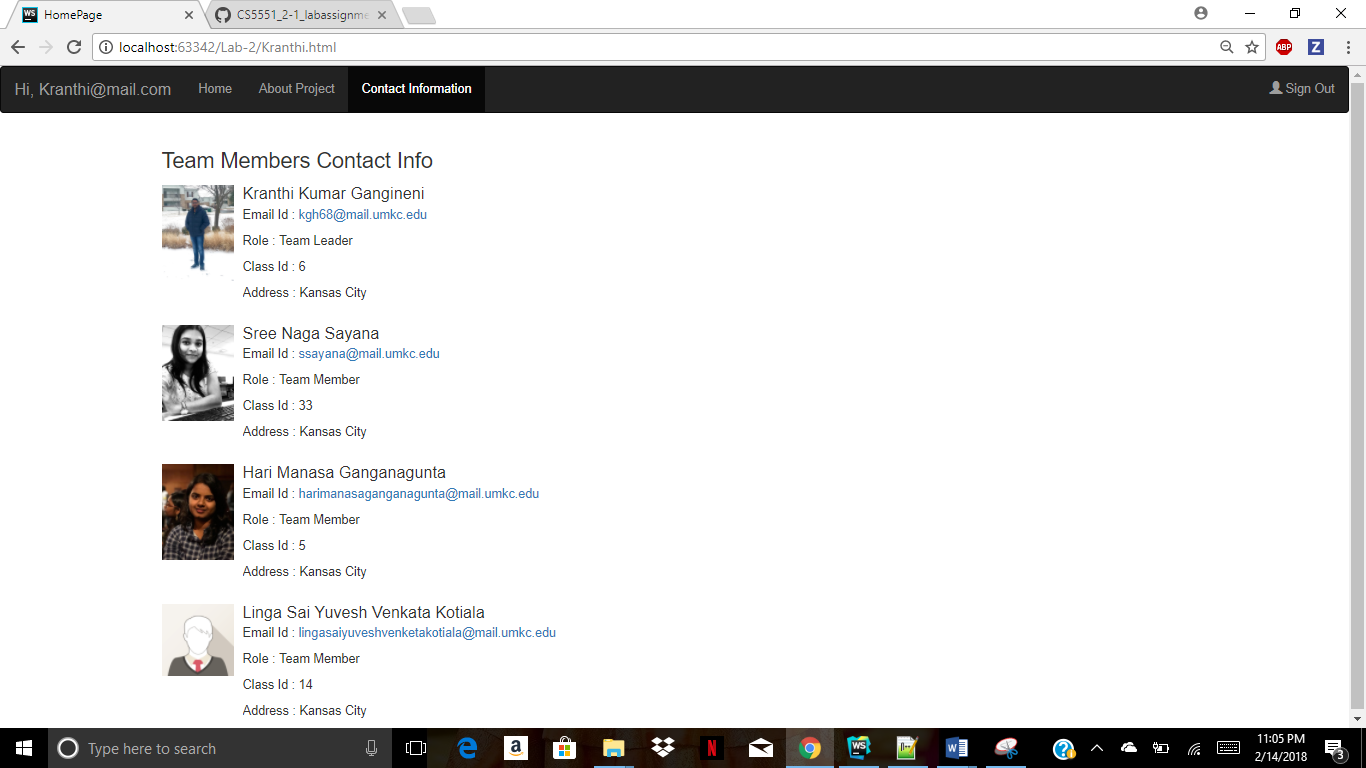 WS HomePage
CS5551_2-1_labassignme
localhost:63342/Lab-2/Kranthi.html
ABP
Z
Hi, Kranthi@mail.com Home About Project Contact Information Sign Out
Team Members Contact Info
Kranthi Kumar Gangineni
Email Id : kgh68@mail.umkc.edu
Role : Team Leader
Class Id : 6
Address : Kansas City
Sree Naga Sayana
Email Id : ssayana@mail.umkc.edu
Role : Team Member
Class Id : 33
Address : Kansas City
Hari Manasa Ganganagunta
Email Id : harimanasaganganagunta@mail.umkc.edu
Role : Team Member
Class Id : 5
Address : Kansas City
Linga Sai Yuvesh Venkata Kotiala
Email Id : lingasaiyuveshvenketakotiala@mail.umkc.edu
Role : Team Member
Class Id : 14
Address : Kansas City
Type here to search
WS
11:05 PM
2/14/2018
3